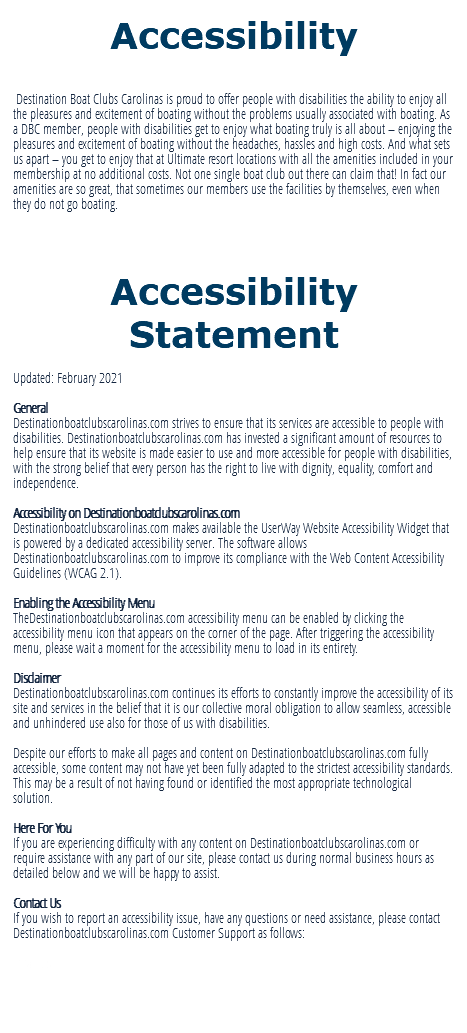 Accessibility
Destination Boat Clubs Carolinas is proud to offer people with disabilities the ability to enjoy all
the pleasures and excitement of boating without the problems usually associated with boating. As
a DBC member, people with disabilities get to enjoy what boating truly is all about – enjoying the
pleasures and excitement of boating without the headaches, hassles and high costs. And what sets
us apart – you get to enjoy that at Ultimate resort locations with all the amenities included in your
membership at no additional costs. Not one single boat club out there can claim that! In fact our
amenities are so great, that sometimes our members use the facilities by themselves, even when
they do not go boating.
Accessibility
Statement
Updated: February 2021
General
Destinationboatclubscarolinas.com strives to ensure that its services are accessible to people with
disabilities. Destinationboatclubscarolinas.com has invested a significant amount of resources to
help ensure that its website is made easier to use and more accessible for people with disabilities,
with the strong belief that every person has the right to live with dignity, equality, comfort and
independence.
Accessibility on Destinationboatclubscarolinas.com
Destinationboatclubscarolinas.com makes available the UserWay Website Accessibility Widget that
is powered by a dedicated accessibility server. The software allows
Destinationboatclubscarolinas.com to improve its compliance with the Web Content Accessibility
Guidelines (WCAG 2.1).
Enabling the Accessibility Menu
TheDestinationboatclubscarolinas.com accessibility menu can be enabled by clicking the
accessibility menu icon that appears on the corner of the page. After triggering the accessibility
menu, please wait a moment for the accessibility menu to load in its entirety.
Disclaimer
Destinationboatclubscarolinas.com continues its efforts to constantly improve the accessibility of its
site and services in the belief that it is our collective moral obligation to allow seamless, accessible
and unhindered use also for those of us with disabilities.
Despite our efforts to make all pages and content on Destinationboatclubscarolinas.com fully
accessible, some content may not have yet been fully adapted to the strictest accessibility standards.
This may be a result of not having found or identified the most appropriate technological
solution.
Here For You
If you are experiencing difficulty with any content on Destinationboatclubscarolinas.com or
require assistance with any part of our site, please contact us during normal business hours as
detailed below and we will be happy to assist.
Contact Us
If you wish to report an accessibility issue, have any questions or need assistance, please contact
Destinationboatclubscarolinas.com Customer Support as follows: